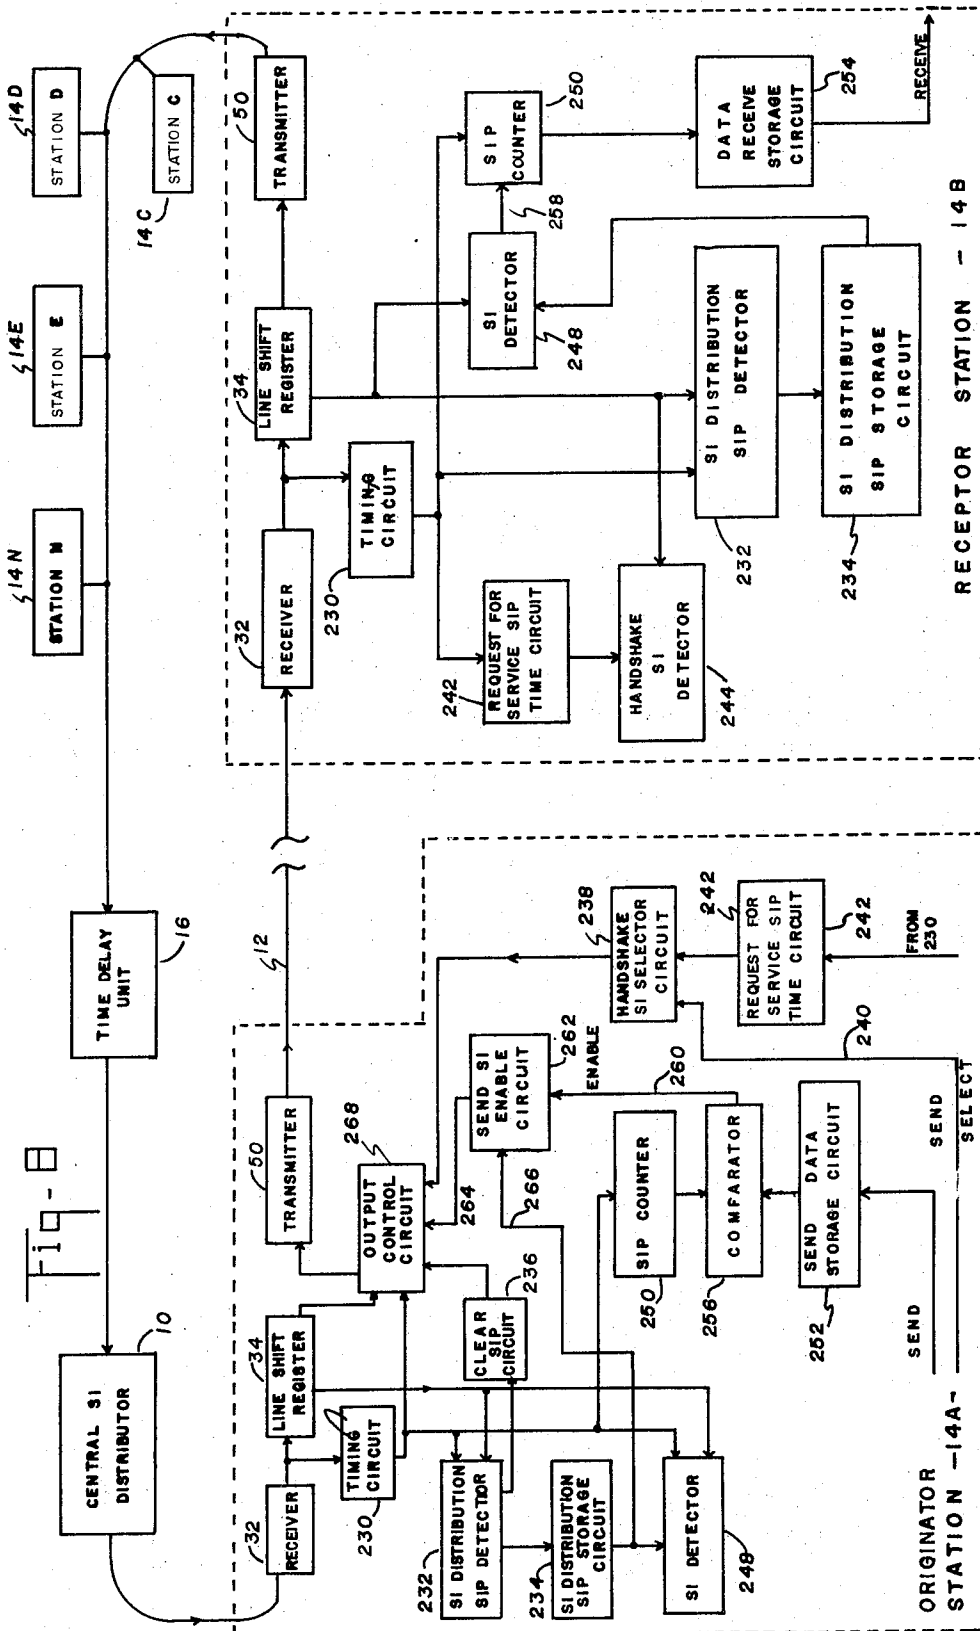 Fig-8
STATION D
14D
STATION C
14C
STATION E
14E
STATION N
14N
TIME DELAY
UNIT
16
CENTRAL SI
DISTRIBUTOR
10
12
32
RECEIVER
34
LINE SHIFT
REGISTER
230
TIMING
CIRCUIT
50
TRANSMITTER
268
OUTPUT
CONTROL
CIRCUIT
264
236
CLEAR
SIP
CIRCUIT
232
SI DISTRIBUTION
SIP DETECTOR
234
SI DISTRIBUTION
SIP STORAGE
CIRCUIT
SI DETECTOR
248
266
SEND SI
ENABLE
CIRCUIT
262
ENABLE
260
238
HANDSHAKE
SI SELECTOR
CIRCUIT
242
REQUEST FOR
SERVICE SIP
TIME CIRCUIT
242
FROM
230
240
SIP COUNTER
250
COMPARATOR
256
SEND DATA
STORAGE CIRCUIT
252
SEND
SEND
SELECT
ORIGINATOR
STATION -14A-
32
RECEIVER
34
LINE SHIFT
REGISTER
50
TRANSMITTER
230
TIMING
CIRCUIT
242
REQUEST FOR
SERVICE SIP
TIME CIRCUIT
HANDSHAKE
SI
DETECTOR
244
SI
DETECTOR
248
258
SIP
COUNTER
250
DATA
RECEIVE
STORAGE
CIRCUIT
254
RECEIVE
SI DISTRIBUTION
SIP DETECTOR
232
SI DISTRIBUTION
SIP STORAGE
CIRCUIT
234
RECEPTOR STATION - 14B